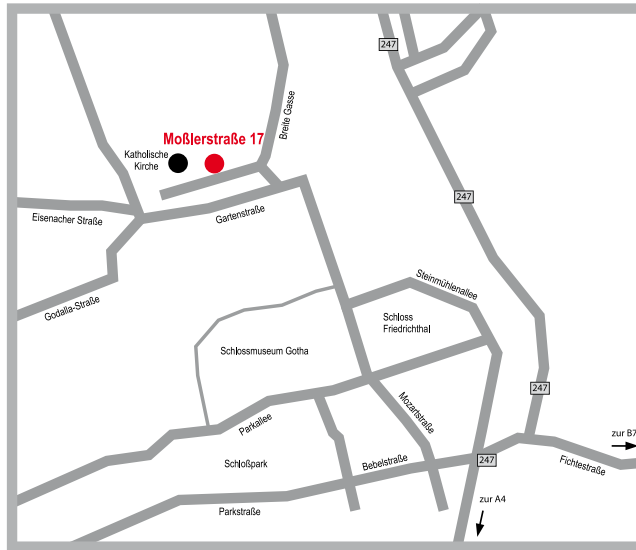 247
Breite Gasse
Moßlerstraße 17
Katholische
Kirche
247
Eisenacher Straße
Gartenstraße
Steinmühlenallee
Godalla-Straße
Schloss
Friedrichthal
Schlossmuseum Gotha
247
Mozartstraße
Parkallee
zur B7
Schloßpark
Bebelstraße
247
Fichtestraße
zur A4
Parkstraße